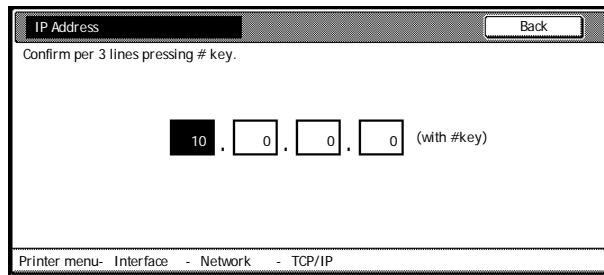 IP Address Back
Confirm per 3 lines pressing # key.
10 . 0 . 0 . 0 (with #key)
Printer menu- Interface - Network - TCP/IP